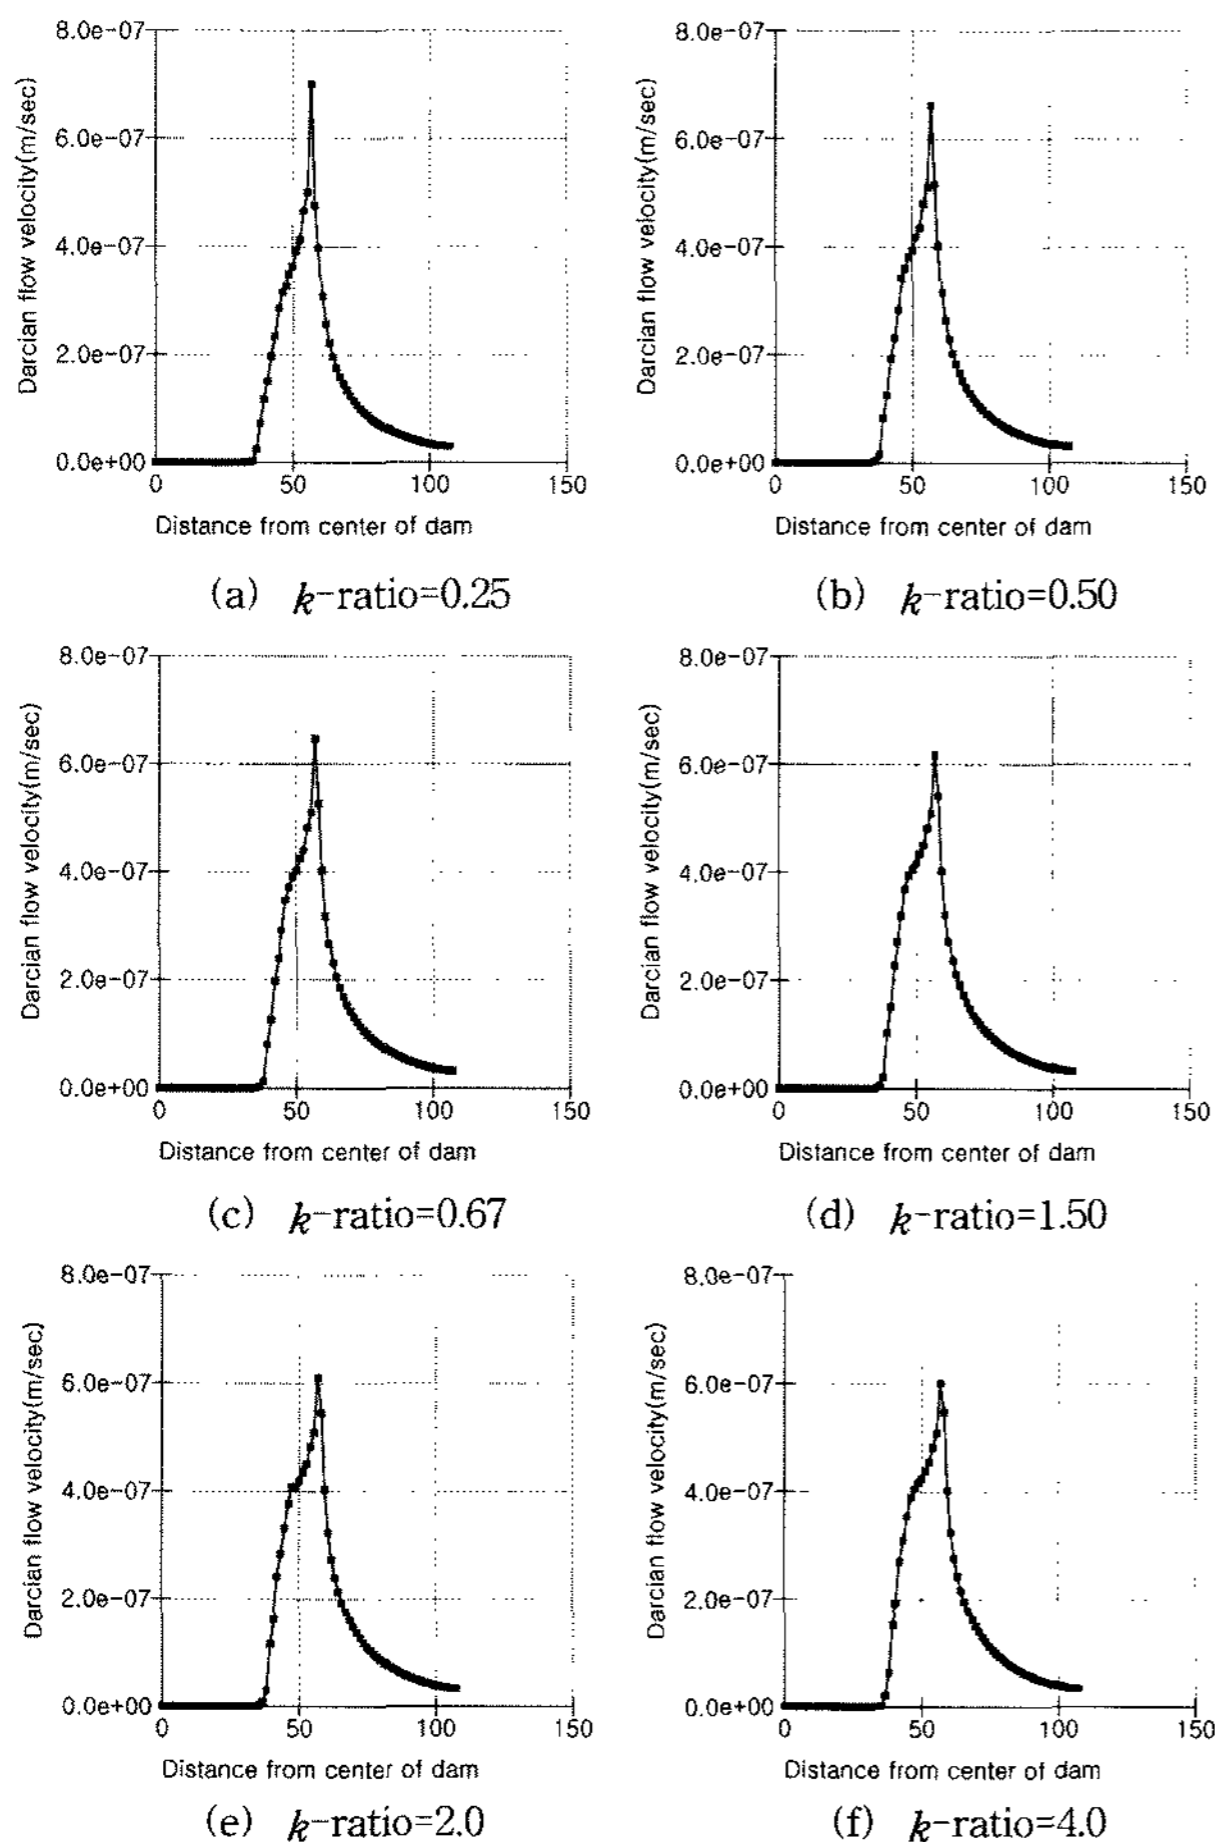 8.0e-07
6.0e-07
4.0e-07
2.0e-07
0.0e+00
Darcian flow velocity(m/sec)
0 50 100 150
Distance from center of dam
(a) k-ratio=0.25
8.0e-07
6.0e-07
4.0e-07
2.0e-07
0.0e+00
Darcian flow velocity(m/sec)
0 50 100 150
Distance from center of dam
(b) k-ratio=0.50
8.0e-07
6.0e-07
4.0e-07
2.0e-07
0.0e+00
Darcian flow velocity(m/sec)
0 50 100 150
Distance from center of dam
(c) k-ratio=0.67
8.0e-07
6.0e-07
4.0e-07
2.0e-07
0.0e+00
Darcian flow velocity(m/sec)
0 50 100 150
Distance from center of dam
(d) k-ratio=1.50
8.0e-07
6.0e-07
4.0e-07
2.0e-07
0.0e+00
Darcian flow velocity(m/sec)
0 50 100 150
Distance from center of dam
(e) k-ratio=2.0
8.0e-07
6.0e-07
4.0e-07
2.0e-07
0.0e+00
Darcian flow velocity(m/sec)
0 50 100 150
Distance from center of dam
(f) k-ratio=4.0